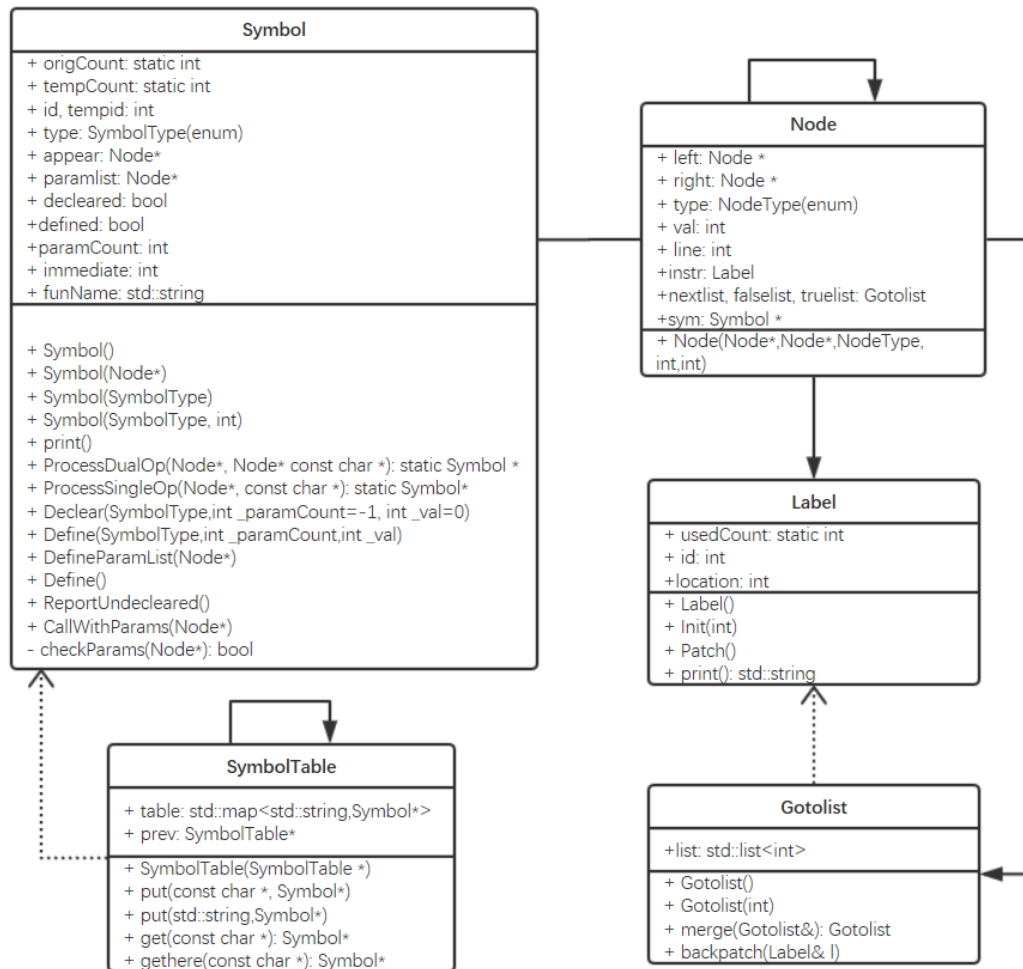 Symbol
+ origCount: static int
+ tempCount: static int
+ id, tempid: int
+ type: SymbolType(enum)
+ appear: Node*
+ paramlist: Node*
+ decleared: bool
+defined: bool
+paramCount: int
+ immediate: int
+ funName: std::string
+ Symbol()
+ Symbol(Node*)
+ Symbol(SymbolType)
+ Symbol(SymbolType, int)
+ print()
+ ProcessDualOp(Node*, Node* const char *): static Symbol *
+ ProcessSingleOp(Node*, const char *): static Symbol*
+ Declear(SymbolType,int _paramCount=-1, int _val=0)
+ Define(SymbolType,int _paramCount,int _val)
+ DefineParamList(Node*)
+ Define()
+ ReportUndecleared()
+ CallWithParams(Node*)
- checkParams(Node*): bool
Node
+ left: Node *
+ right: Node *
+ type: NodeType(enum)
+ val: int
+ line: int
+instr: Label
+nextlist, falselist, truelist: Gotolist
+sym: Symbol *
+ Node(Node*,Node*,NodeType,
int,int)
Label
+ usedCount: static int
+ id: int
+location: int
+ Label()
+ Init(int)
+ Patch()
+ print(): std::string
SymbolTable
+ table: std::map<std::string,Symbol*>
+ prev: SymbolTable*
+ SymbolTable(SymbolTable *)
+ put(const char *, Symbol*)
+ put(std::string,Symbol*)
+ get(const char *): Symbol*
+ gethere(const char *): Symbol*
Gotolist
+list: std::list<int>
+ Gotolist()
+ Gotolist(int)
+ merge(Gotolist&): Gotolist
+ backpatch(Label& l)